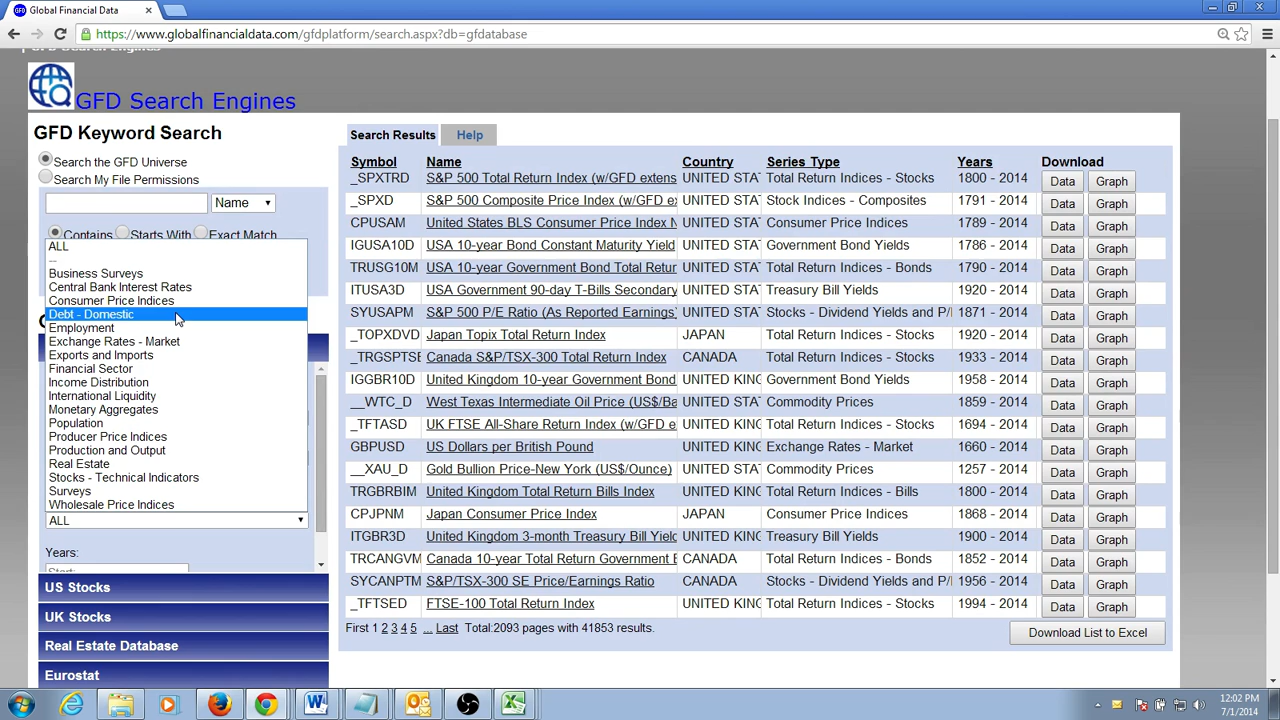 Global Financial Data
https://www.globalfinancialdata.com/gfdplatform/search.aspx?db=gfdatabase
GFD Search Engines
GFD Search Engines
GFD Keyword Search
Search the GFD Universe
Search My File Permissions
Name
Contains Starts With Exact Match
ALL
--
Business Surveys
Central Bank Interest Rates
Consumer Price Indices
Debt - Domestic
Employment
Exchange Rates - Market
Exports and Imports
Financial Sector
Income Distribution
International Liquidity
Monetary Aggregates
Population
Producer Price Indices
Production and Output
Real Estate
Stocks - Technical Indicators
Surveys
Wholesale Price Indices
ALL
Years:
Start:
US Stocks
UK Stocks
Real Estate Database
Eurostat
Search Results Help
Symbol Name Country Series Type Years Download
_SPXTRD S&P 500 Total Return Index (w/GFD extens UNITED STA Total Return Indices - Stocks 1800 - 2014 Data Graph
_SPXD S&P 500 Composite Price Index (w/GFD e UNITED STA Stock Indices - Composites 1791 - 2014 Data Graph
CPUSAM United States BLS Consumer Price Index N UNITED STA Consumer Price Indices 1789 - 2014 Data Graph
IGUSA10D USA 10-year Bond Constant Maturity Yield UNITED STA Government Bond Yields 1786 - 2014 Data Graph
TRUSG10M USA 10-year Government Bond Total Retur UNITED STA Total Return Indices - Bonds 1790 - 2014 Data Graph
ITUSA3D USA Government 90-day T-Bills Secondary UNITED STA Treasury Bill Yields 1920 - 2014 Data Graph
SYUSAPM S&P 500 P/E Ratio (As Reported Earnings) UNITED STA Stocks - Dividend Yields and P/ 1871 - 2014 Data Graph
_TOPXDVD Japan Topix Total Return Index JAPAN Total Return Indices - Stocks 1920 - 2014 Data Graph
_TRGSPTSE Canada S&P/TSX-300 Total Return Index CANADA Total Return Indices - Stocks 1933 - 2014 Data Graph
IGGBR10D United Kingdom 10-year Government Bond UNITED KING Government Bond Yields 1958 - 2014 Data Graph
__WTC_D West Texas Intermediate Oil Price (US$/Ba UNITED STA Commodity Prices 1859 - 2014 Data Graph
_TFTASD UK FTSE All-Share Return Index (w/GFD e UNITED KING Total Return Indices - Stocks 1694 - 2014 Data Graph
GBPUSD US Dollars per British Pound UNITED KING Exchange Rates - Market 1660 - 2014 Data Graph
__XAU_D Gold Bullion Price-New York (US$/Ounce) UNITED STA Commodity Prices 1257 - 2014 Data Graph
TRGBRBIM United Kingdom Total Return Bills Index UNITED KING Total Return Indices - Bills 1800 - 2014 Data Graph
CPJPNM Japan Consumer Price Index JAPAN Consumer Price Indices 1868 - 2014 Data Graph
ITGBR3D United Kingdom 3-month Treasury Bill Yield UNITED KING Treasury Bill Yields 1900 - 2014 Data Graph
TRCANGVM Canada 10-year Total Return Government B CANADA Total Return Indices - Bonds 1852 - 2014 Data Graph
SYCANPTM S&P/TSX-300 SE Price/Earnings Ratio CANADA Stocks - Dividend Yields and P/ 1956 - 2014 Data Graph
_TFTSED FTSE-100 Total Return Index UNITED KING Total Return Indices - Stocks 1994 - 2014 Data Graph
First 1 2 3 4 5 ... Last Total:2093 pages with 41853 results.
Download List to Excel
12:02 PM
7/1/2014